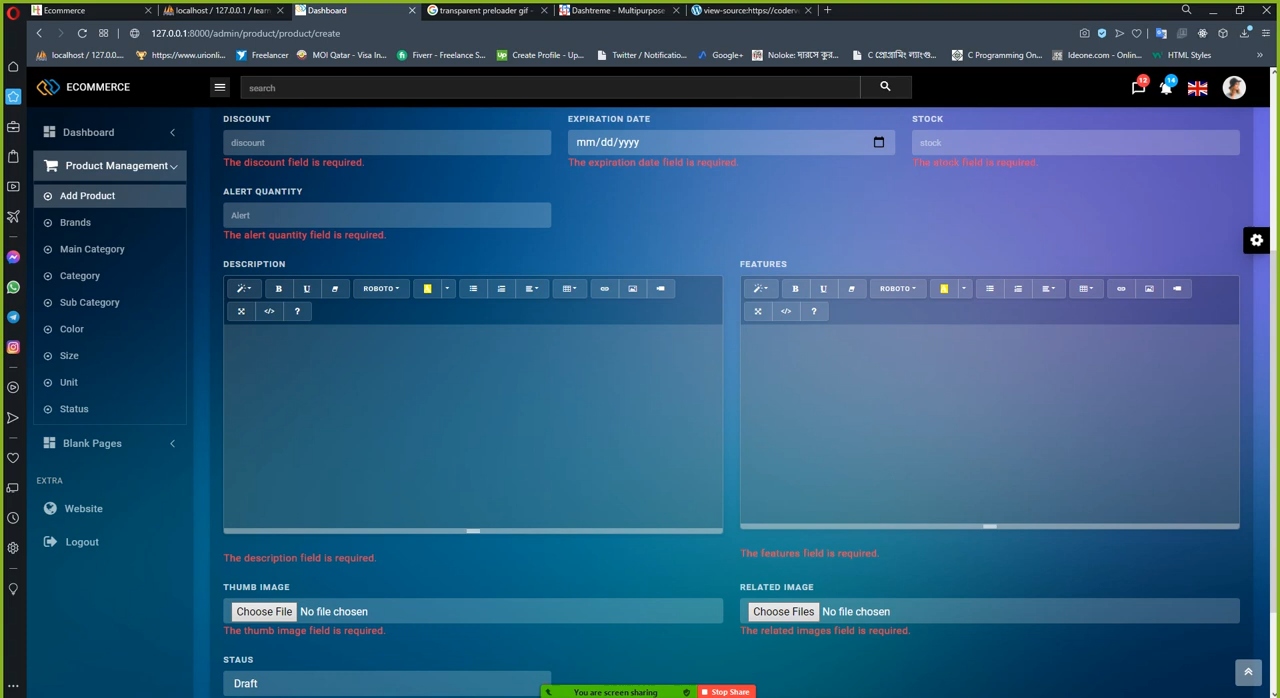 Ecommerce
localhost / 127.0.0.1 / lear
Dashboard
transparent preloader gif -
Dashtreme - Multipurpose
view-source:https://coderv
127.0.0.1:8000/admin/product/product/create
localhost / 127.0.0....
https://www.urionli...
Freelancer
MOI Qatar - Visa In...
Fiverr - Freelance S...
Create Profile - Up...
Twitter / Notificatio...
Google+
Noloke: দারসে কুর...
C প্রোগ্রামিং ল্যাংগু...
C Programming On...
Ideone.com - Onlin...
HTML Styles
ECOMMERCE
search
12
14
Dashboard
Product Management
Add Product
Brands
Main Category
Category
Sub Category
Color
Size
Unit
Status
Blank Pages
EXTRA
Website
Logout
DISCOUNT
EXPIRATION DATE
STOCK
discount
mm/dd/yyyy
stock
The discount field is required.
The expiration date field is required.
The stock field is required.
ALERT QUANTITY
Alert
The alert quantity field is required.
DESCRIPTION
FEATURES
B U ROBOTO A
B U ROBOTO A
</> ?
</> ?
The description field is required.
The features field is required.
THUMB IMAGE
RELATED IMAGE
Choose File No file chosen
Choose Files No file chosen
The thumb image field is required.
The related images field is required.
STAUS
Draft
You are screen sharing
Stop Share